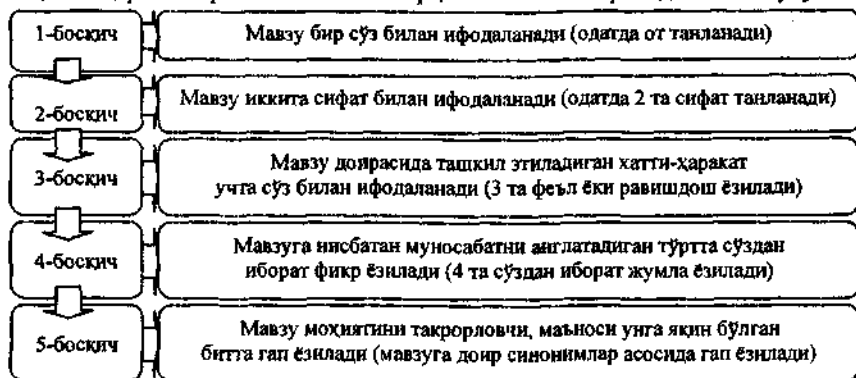 1-босқич
Мавзу бир сўз билан ифодаланади (одатда от танланади)
2-босқич
Мавзу иккита сифат билан ифодаланади (одатда 2 та сифат танланади)
3-босқич
Мавзу доирасида ташкил этиладиган хатти-ҳаракат
учта сўз билан ифодаланади (3 та феъл ёки равишдош ёзилади)
4-босқич
Мавзуга нисбатан муносабатни англатадиган тўртта сўздан
иборат фикр ёзилади (4 та сўздан иборат жумла ёзилади)
5-босқич
Мавзу моҳиятини такрорловчи, маъноси унга яқин бўлган
битта гап ёзилади (мавзуга доир синонимлар асосида гап ёзилади)